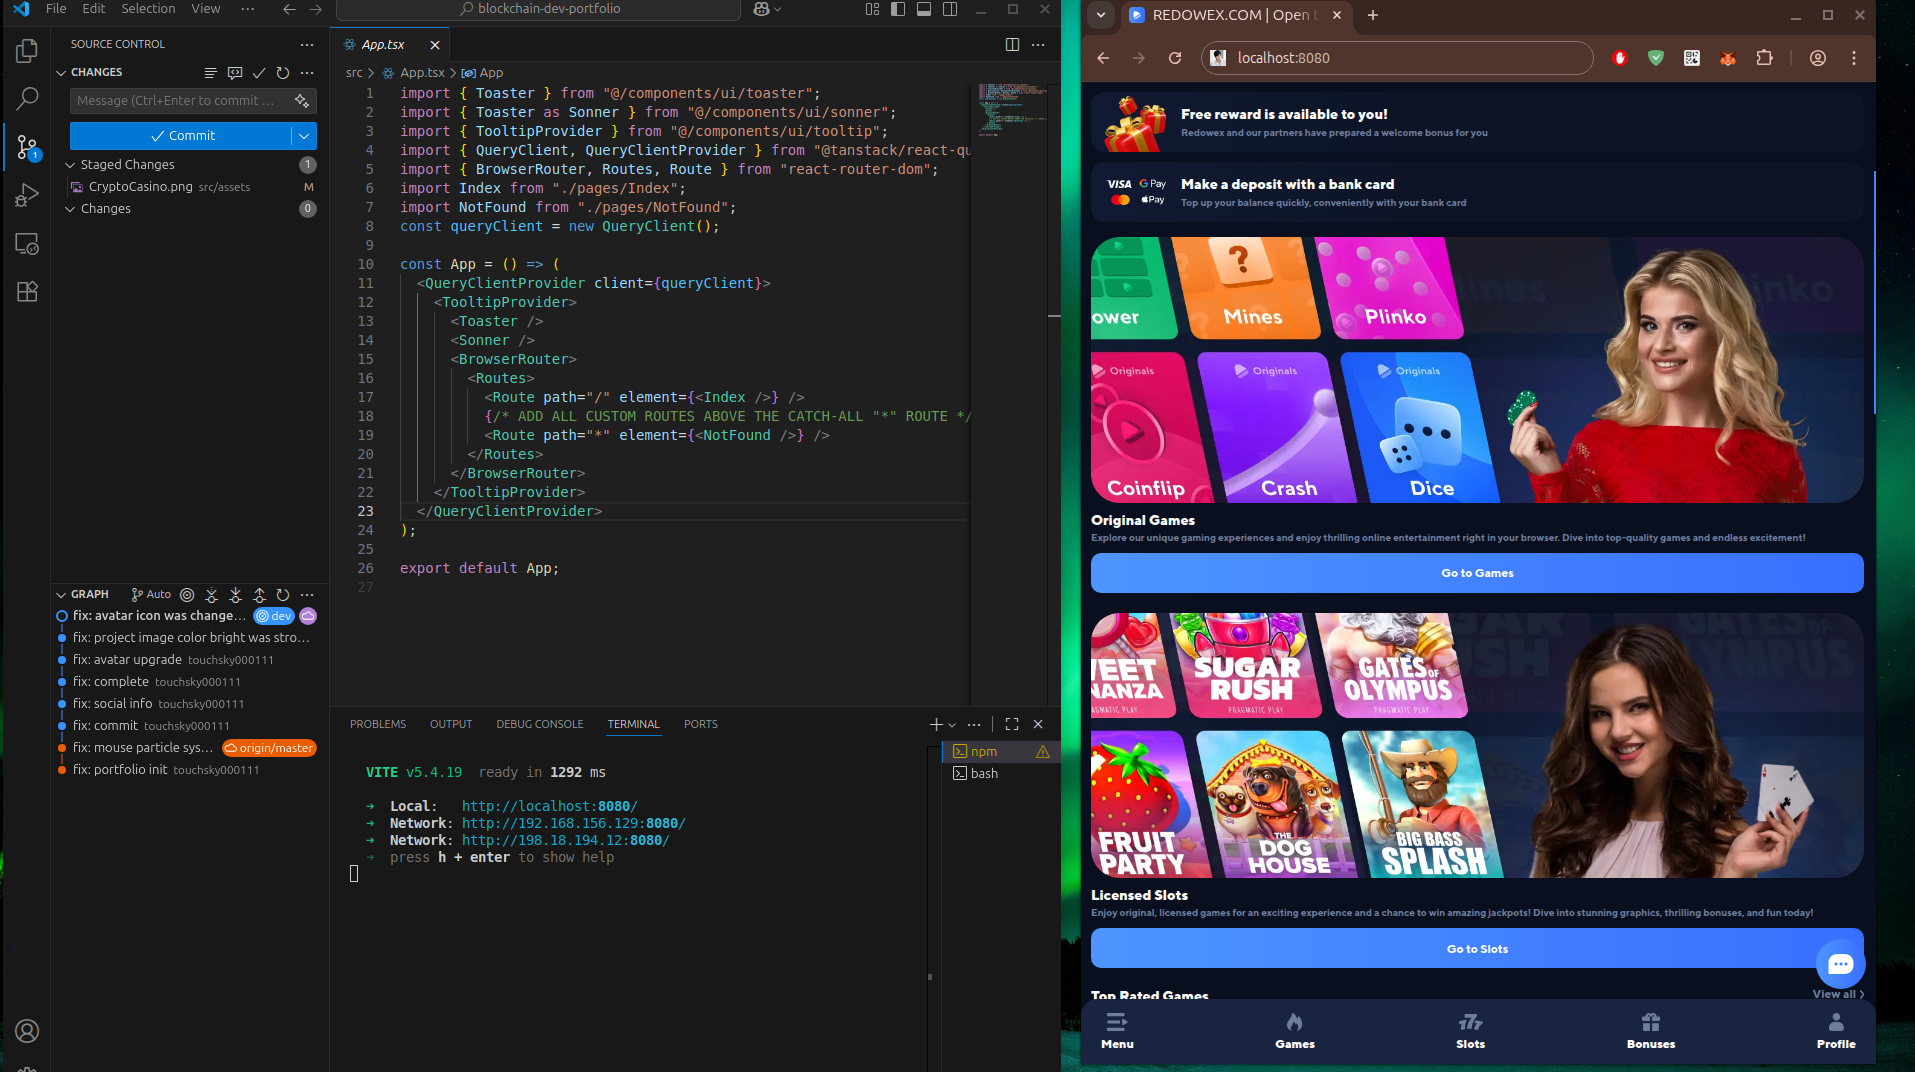 File Edit Selection View ···
blockchain-dev-portfolio
SOURCE CONTROL
CHANGES
Message (Ctrl+Enter to commit ...
Commit
Staged Changes 1
CryptoCasino.png src/assets M
Changes 0
1
GRAPH Auto
fix: avatar icon was change... dev
fix: project image color bright was stro...
fix: avatar upgrade touchsky000111
fix: complete touchsky000111
fix: social info touchsky000111
fix: commit touchsky000111
fix: mouse particle sys... origin/master
fix: portfolio init touchsky000111
App.tsx
src > App.tsx > App
1 import { Toaster } from "@/components/ui/toaster";
2 import { Toaster as Sonner } from "@/components/ui/sonner";
3 import { TooltipProvider } from "@/components/ui/tooltip";
4 import { QueryClient, QueryClientProvider } from "@tanstack/react-qu
5 import { BrowserRouter, Routes, Route } from "react-router-dom";
6 import Index from "./pages/Index";
7 import NotFound from "./pages/NotFound";
8 const queryClient = new QueryClient();
9
10 const App = () => (
11 <QueryClientProvider client={queryClient}>
12 <TooltipProvider>
13 <Toaster />
14 <Sonner />
15 <BrowserRouter>
16 <Routes>
17 <Route path="/" element={<Index />} />
18 {/* ADD ALL CUSTOM ROUTES ABOVE THE CATCH-ALL "*" ROUTE */
19 <Route path="*" element={<NotFound />} />
20 </Routes>
21 </BrowserRouter>
22 </TooltipProvider>
23 </QueryClientProvider>
24 );
25
26 export default App;
27
PROBLEMS OUTPUT DEBUG CONSOLE TERMINAL PORTS
npm
bash
VITE v5.4.19 ready in 1292 ms
➜ Local: http://localhost:8080/
➜ Network: http://192.168.156.129:8080/
➜ Network: http://198.18.194.12:8080/
➜ press h + enter to show help
REDOWEX.COM | Open t
localhost:8080
Free reward is available to you!
Redowex and our partners have prepared a welcome bonus for you
VISA G Pay
Pay
Make a deposit with a bank card
Top up your balance quickly, conveniently with your bank card
ower
Mines
Plinko
Originals
Originals
Originals
Coinflip
Crash
Dice
Original Games
Explore our unique gaming experiences and enjoy thrilling online entertainment right in your browser. Dive into top-quality games and endless excitement!
Go to Games
WEET
NANZA
PRAGMATIC PLAY
SUGAR
RUSH
PRAGMATIC PLAY
GATES OF
OLYMPUS
PRAGMATIC PLAY
FRUIT
PARTY
THE
DOG
HOUSE
BIG BASS
SPLASH
Licensed Slots
Enjoy original, licensed games for an exciting experience and a chance to win amazing jackpots! Dive into stunning graphics, thrilling bonuses, and fun today!
Go to Slots
Top Rated Games
View all >
Menu
Games
Slots
Bonuses
Profile